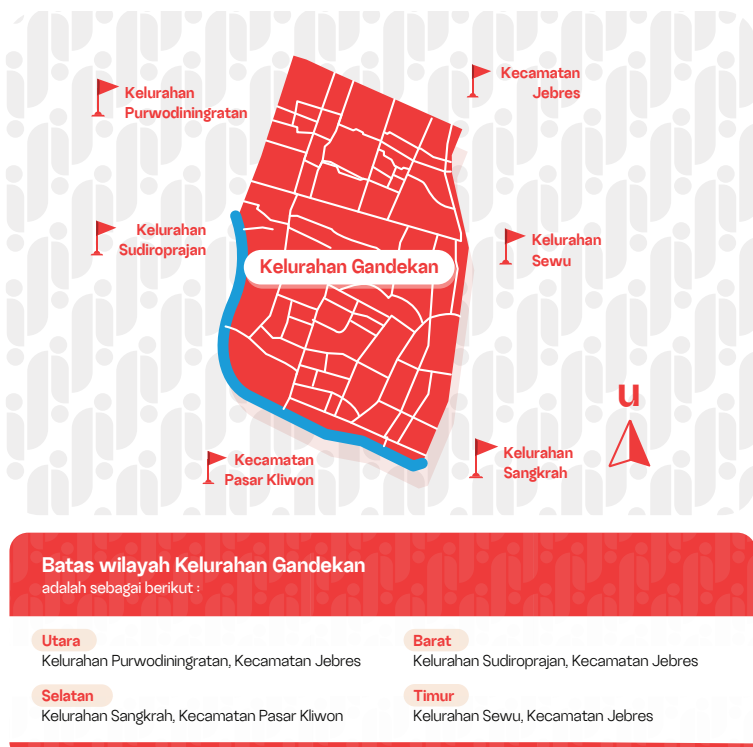 Kelurahan
Purwodiningratan
Kecamatan
Jebres
Kelurahan
Sudiroprajan
Kelurahan Gandekan
Kelurahan
Sewu
u
Kecamatan
Pasar Kliwon
Kelurahan
Sangkrah
Batas wilayah Kelurahan Gandekan
adalah sebagai berikut :
Utara
Kelurahan Purwodiningratan, Kecamatan Jebres
Barat
Kelurahan Sudiroprajan, Kecamatan Jebres
Selatan
Kelurahan Sangkrah, Kecamatan Pasar Kliwon
Timur
Kelurahan Sewu, Kecamatan Jebres